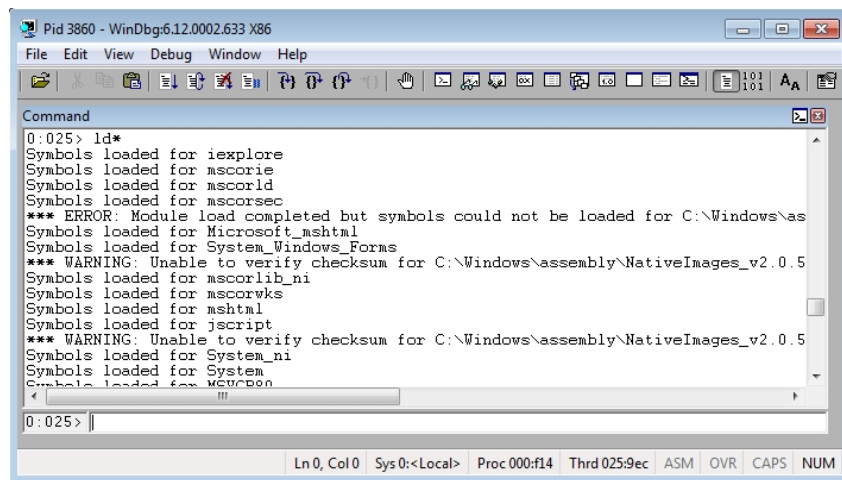 Pid 3860 - WinDbg:6.12.0002.633 X86
File Edit View Debug Window Help
Command
0:025> ld*
Symbols loaded for iexplore
Symbols loaded for mscorie
Symbols loaded for mscorld
Symbols loaded for mscorsec
*** ERROR: Module load completed but symbols could not be loaded for C:\Windows\as
Symbols loaded for Microsoft_mshtml
Symbols loaded for System_Windows_Forms
*** WARNING: Unable to verify checksum for C:\Windows\assembly\NativeImages_v2.0.5
Symbols loaded for mscorlib_ni
Symbols loaded for mscorwks
Symbols loaded for mshtml
Symbols loaded for jscript
*** WARNING: Unable to verify checksum for C:\Windows\assembly\NativeImages_v2.0.5
Symbols loaded for System_ni
Symbols loaded for System
Symbols loaded for MSVCR80
0:025>
Ln 0, Col 0 Sys 0:<Local> Proc 000:f14 Thrd 025:9ec ASM OVR CAPS NUM